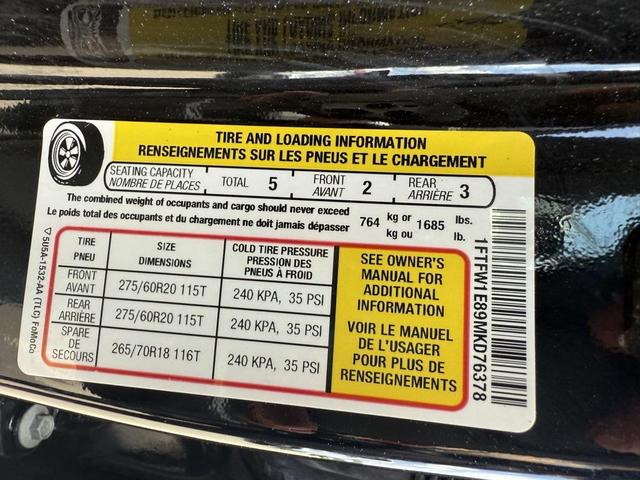 TIRE AND LOADING INFORMATION
RENSEIGNEMENTS SUR LES PNEUS ET LE CHARGEMENT
SEATING CAPACITY
NOMBRE DE PLACES
TOTAL 5
FRONT
AVANT 2
REAR
ARRIÈRE 3
The combined weight of occupants and cargo should never exceed
Le poids total des occupants et du chargement ne doit jamais dépasser
764 kg or 1685 lbs.
kg ou lb.
TIRE
PNEU
SIZE
DIMENSIONS
COLD TIRE PRESSURE
PRESSION DES
PNEUS À FROID
FRONT
AVANT
275/60R20 115T
240 KPA, 35 PSI
REAR
ARRIÈRE
275/60R20 115T
240 KPA, 35 PSI
SPARE
DE
SECOURS
265/70R18 116T
240 KPA, 35 PSI
SEE OWNER'S
MANUAL FOR
ADDITIONAL
INFORMATION
VOIR LE MANUEL
DE L'USAGER
POUR PLUS DE
RENSEIGNEMENTS
5U5A-1532-AA (TLD) FoMoCo
1FTFW1E89MKD76378